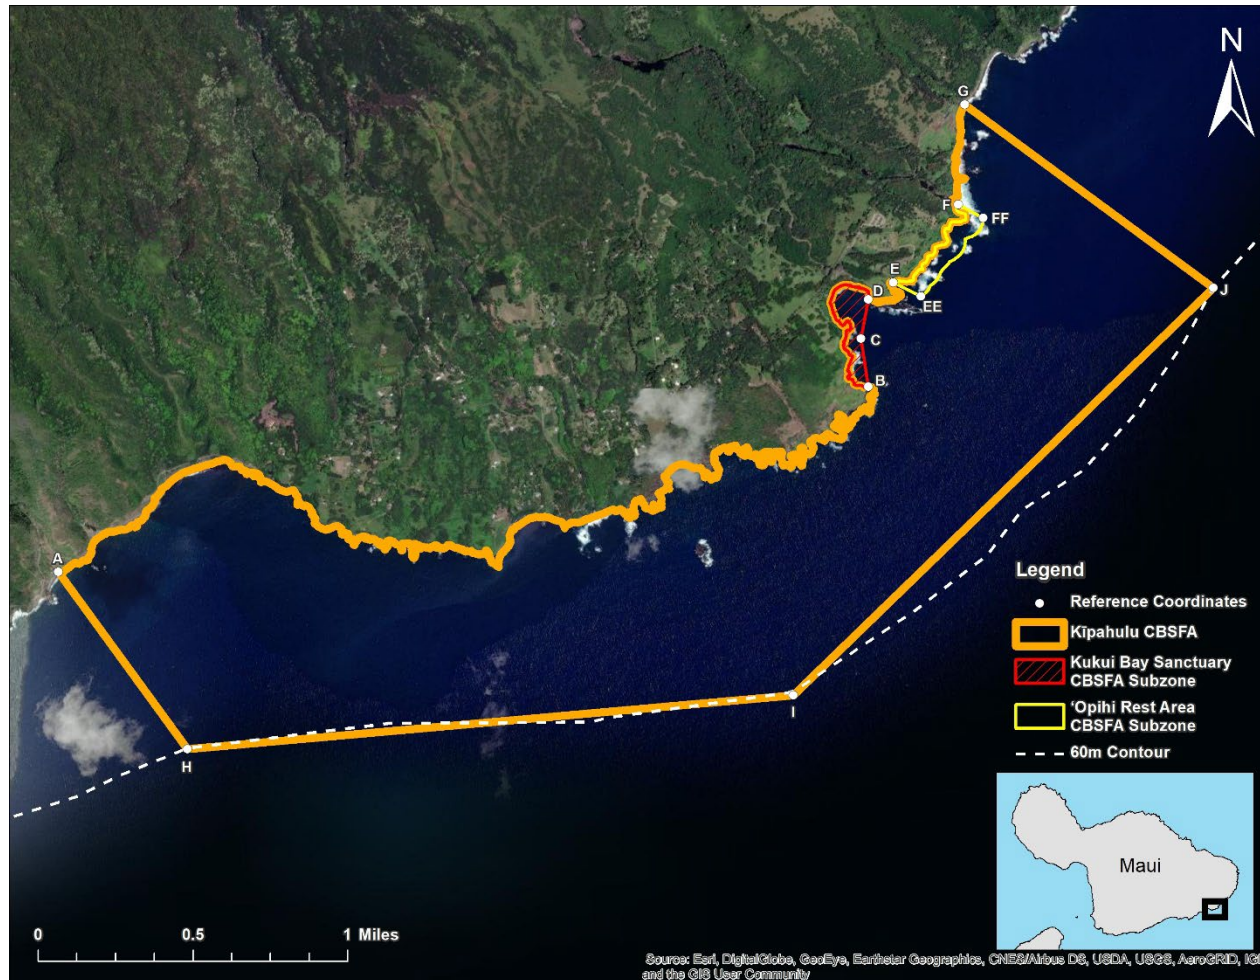 N
G
F
FF
E
EE
D
J
C
B
A
H
I
Legend
Reference Coordinates
Kīpahulu CBSFA
Kukui Bay Sanctuary
CBSFA Subzone
ʻOpihi Rest Area
CBSFA Subzone
60m Contour
Maui
0 0.5 1 Miles
Source: Esri, DigitalGlobe, GeoEye, Earthstar Geographics, CNES/Airbus DS, USDA, USGS, AeroGRID,
and the GIS User Community